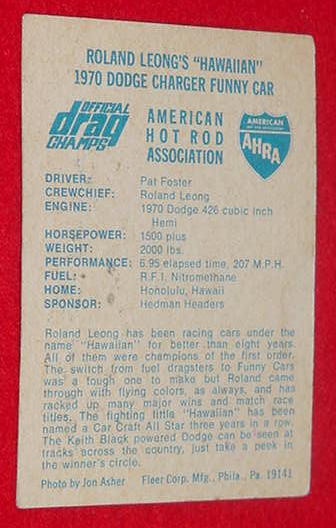 ROLAND LEONG'S "HAWAIIAN"
1970 DODGE CHARGER FUNNY CAR
OFFICIAL
drag
CHAMPS
AMERICAN
HOT ROD
ASSOCIATION
AMERICAN
AHRA
DRIVER: Pat Foster
CREWCHIEF: Roland Leong
ENGINE: 1970 Dodge 426 cubic inch
Hemi
HORSEPOWER: 1500 plus
WEIGHT: 2000 lbs.
PERFORMANCE: 6.95 elapsed time, 207 M.P.H.
FUEL: R.F.I. Nitromethane
HOME: Honolulu, Hawaii
SPONSOR: Hedman Headers
Roland Leong has been racing cars under the
name "Hawaiian" for better than eight years.
All of them were champions of the first order.
The switch from fuel dragsters to Funny Cars
was a tough one to make but Roland came
through with flying colors, as always, and has
racked up many major wins and match race
titles. The fighting little "Hawaiian" has been
named a Car Craft All Star three years in a row.
The Keith Black powered Dodge can be seen at
tracks across the country, just take a peek in
the winner's circle.
Photo by Jon Asher Fleer Corp. Mfg., Phila., Pa. 19141